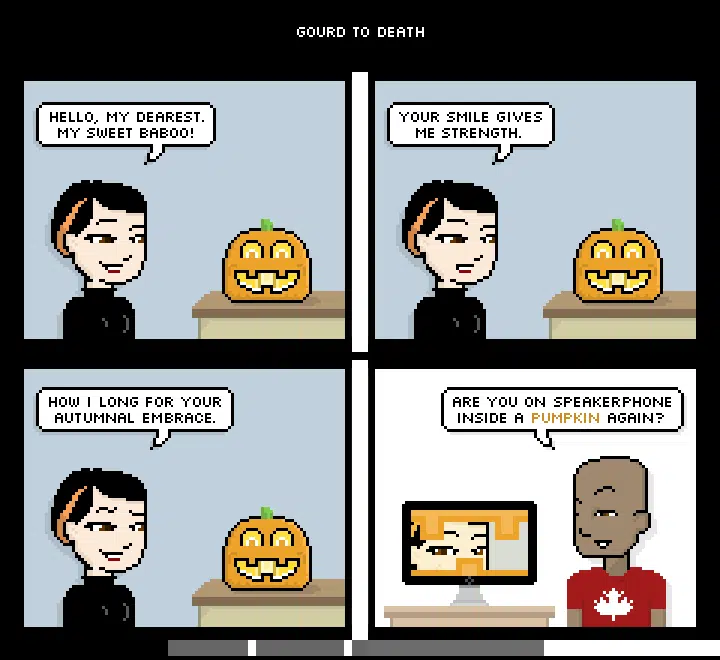 GOURD TO DEATH
HELLO, MY DEAREST.
MY SWEET BABOO!
YOUR SMILE GIVES
ME STRENGTH.
HOW I LONG FOR YOUR
AUTUMNAL EMBRACE.
ARE YOU ON SPEAKERPHONE
INSIDE A PUMPKIN AGAIN?